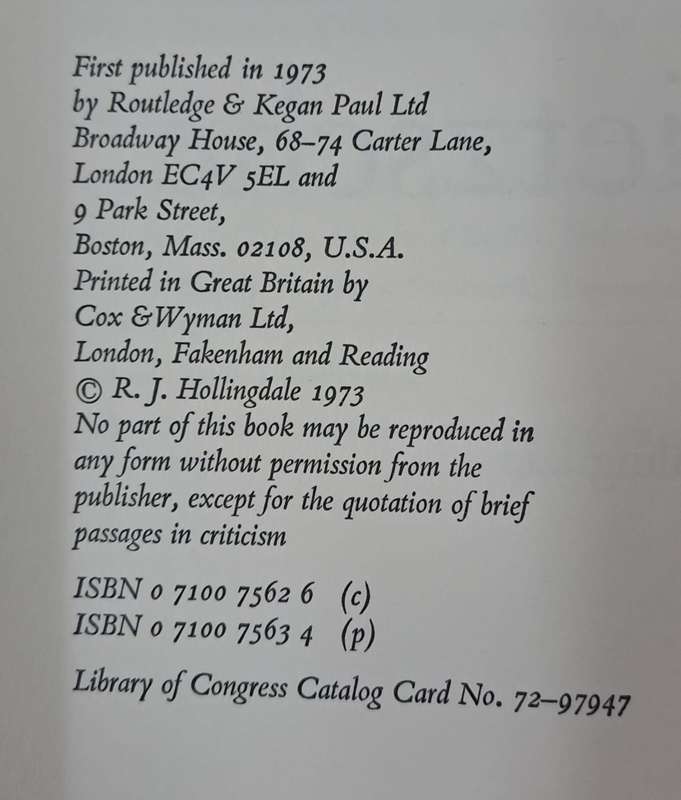 First published in 1973
by Routledge & Kegan Paul Ltd
Broadway House, 68–74 Carter Lane,
London EC4V 5EL and
9 Park Street,
Boston, Mass. 02108, U.S.A.
Printed in Great Britain by
Cox & Wyman Ltd,
London, Fakenham and Reading
© R. J. Hollingdale 1973
No part of this book may be reproduced in
any form without permission from the
publisher, except for the quotation of brief
passages in criticism
ISBN 0 7100 7562 6 (c)
ISBN 0 7100 7563 4 (p)
Library of Congress Catalog Card No. 72–97947